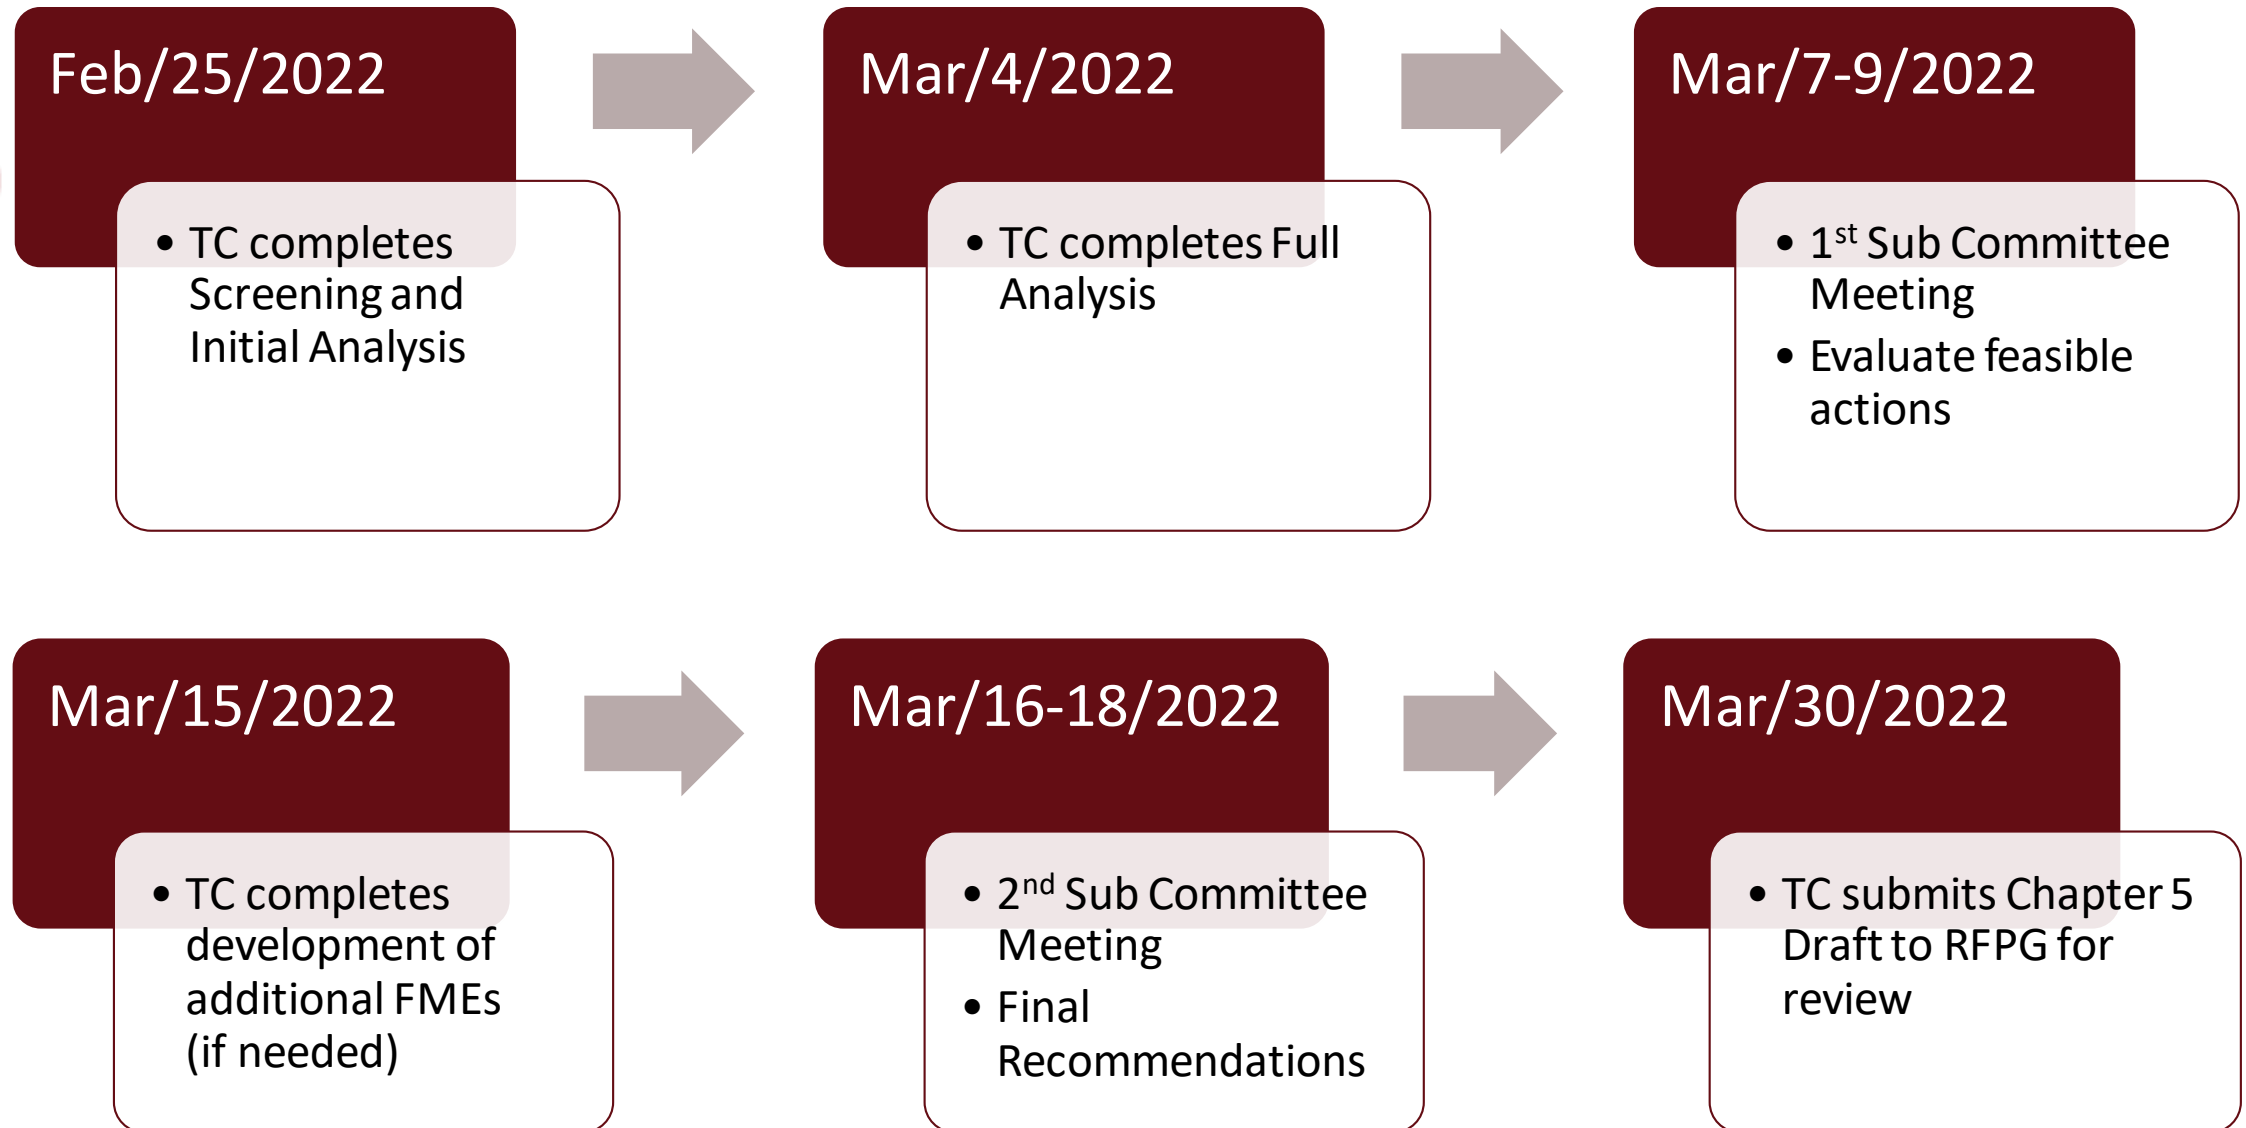 Feb/25/2022
• TC completes
Screening and
Initial Analysis
Mar/4/2022
• TC completes Full
Analysis
Mar/7-9/2022
• 1st Sub Committee
Meeting
• Evaluate feasible
actions
Mar/15/2022
• TC completes
development of
additional FMEs
(if needed)
Mar/16-18/2022
• 2nd Sub Committee
Meeting
• Final
Recommendations
Mar/30/2022
• TC submits Chapter 5
Draft to RFPG for
review